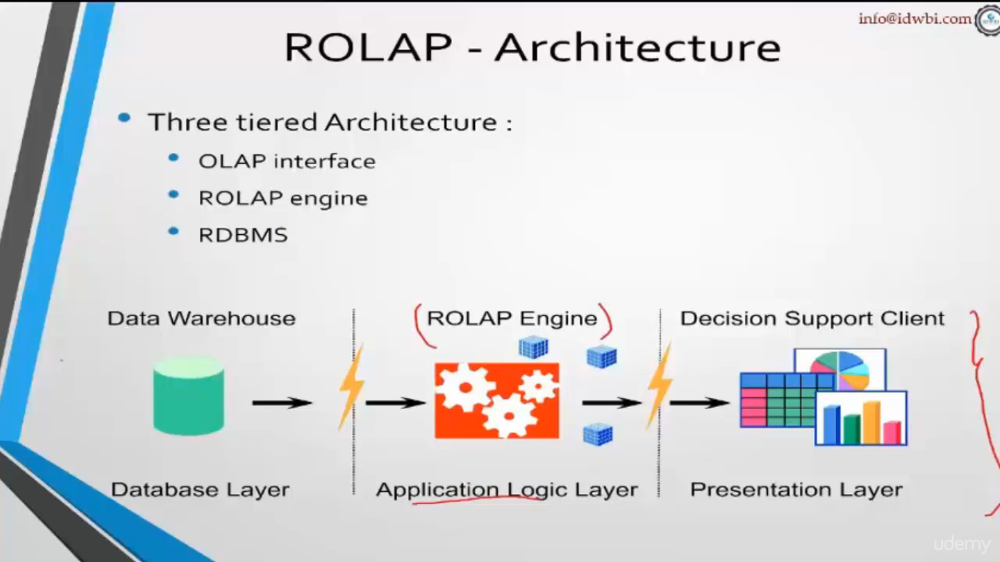 info@idwbi.com
ROLAP - Architecture
Three tiered Architecture :
OLAP interface
ROLAP engine
RDBMS
Data Warehouse
ROLAP Engine
Decision Support Client
Database Layer
Application Logic Layer
Presentation Layer
udemy